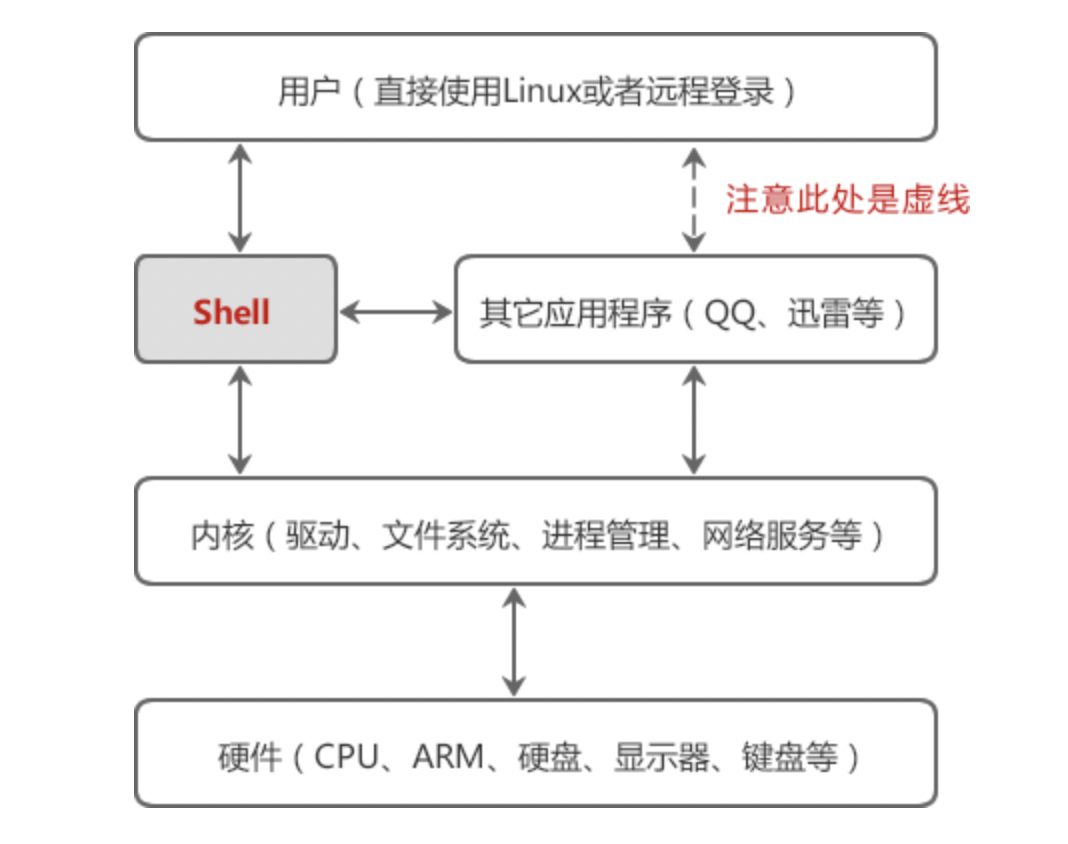 用户（直接使用Linux或者远程登录）
注意此处是虚线
Shell
其它应用程序（QQ、迅雷等）
内核（驱动、文件系统、进程管理、网络服务等）
硬件（CPU、ARM、硬盘、显示器、键盘等）